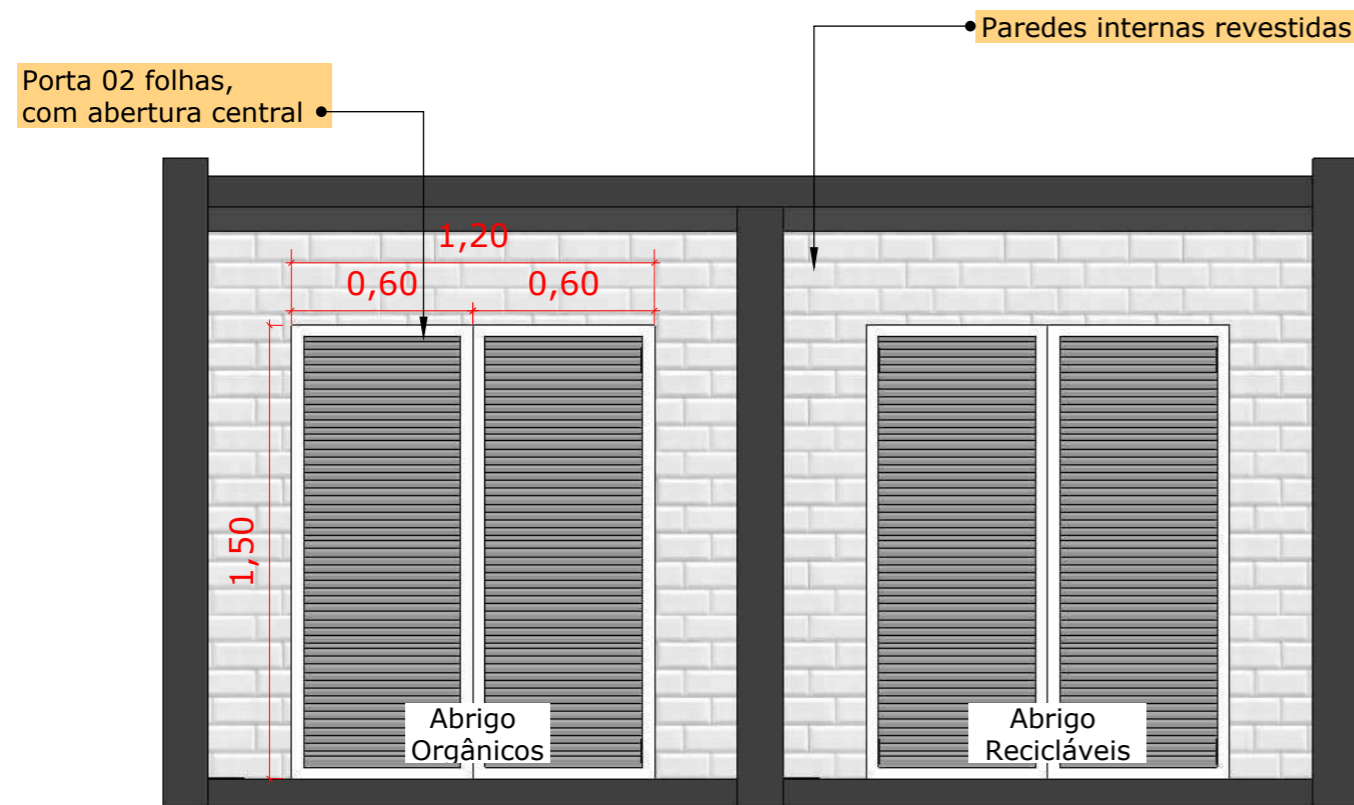 Paredes internas revestidas
Porta 02 folhas,
com abertura central
1,20
0,60
0,60
1,50
Abrigo
Orgânicos
Abrigo
Recicláveis